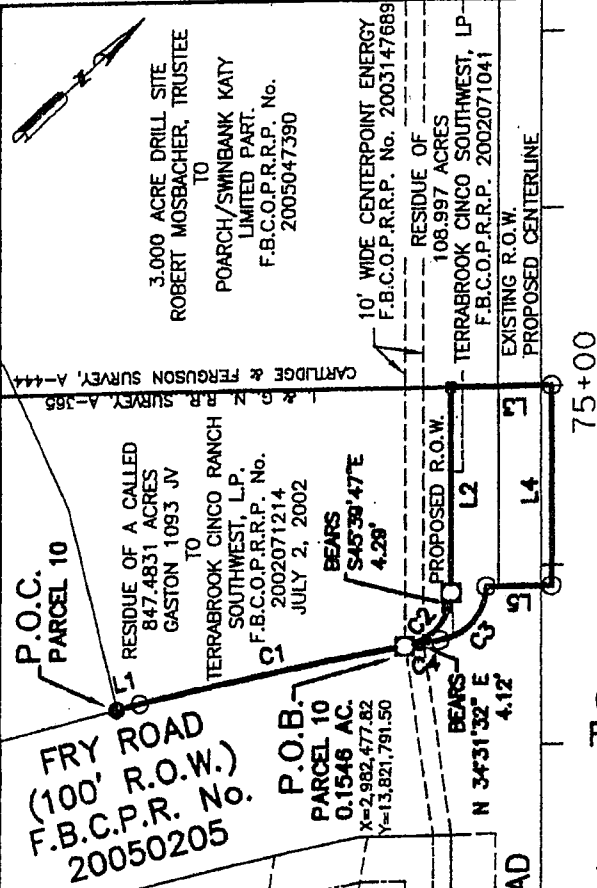 N
3.000 ACRE DRILL SITE
ROBERT MOSBACHER, TRUSTEE
TO
POARCH/SWINBANK KATY
LIMITED PART.
F.B.C.O.P.R.R.P. No.
2005047390
10' WIDE CENTERPOINT ENERGY
F.B.C.O.P.R.R.P. No. 2003147689
RESIDUE OF
108.997 ACRES
TERRABROOK CINCO SOUTHWEST, LP
F.B.C.O.P.R.R.P. 2002071041
EXISTING R.O.W.
PROPOSED CENTERLINE
CARTLIDGE & FERGUSON SURVEY, A-444
I. & G. N. R.R. SURVEY, A-365
P.O.C.
PARCEL 10
RESIDUE OF A CALLED
847.4831 ACRES
GASTON 1093 JV
TO
TERRABROOK CINCO RANCH
SOUTHWEST, L.P.
F.B.C.O.P.R.R.P. No.
2002071214
JULY 2, 2002
L1
C1
BEARS
S45°39'47"E
4.29'
PROPOSED R.O.W.
L2
L3
L4
L5
C2
C3
C4
75+00
FRY ROAD
(100' R.O.W.)
F.B.C.P.R. No.
20050205
P.O.B.
PARCEL 10
0.1546 AC.
X=2,982,477.82
Y=13,821,791.50
BEARS
N 34°31'32" E
4.12'
AD